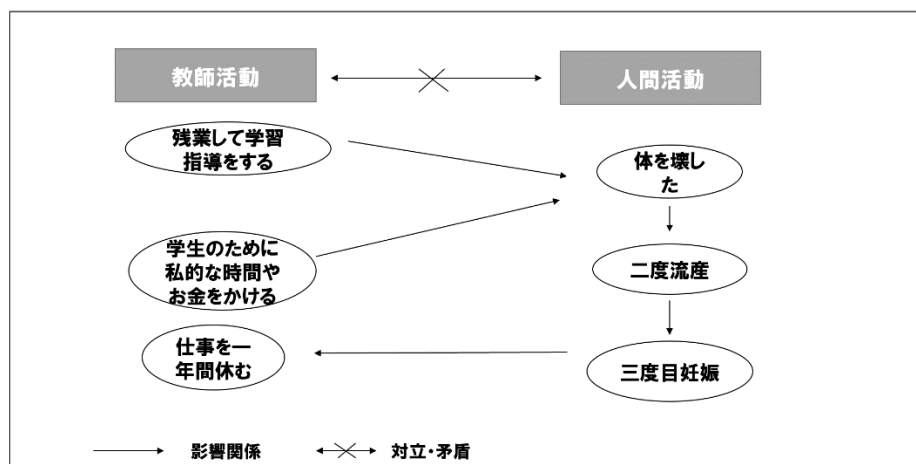 教師活動
人間活動
残業して学習
指導をする
体を壊し
た
学生のために
私的な時間や
お金をかける
二度流産
仕事を一
年間休む
三度目妊娠
影響関係
対立・矛盾